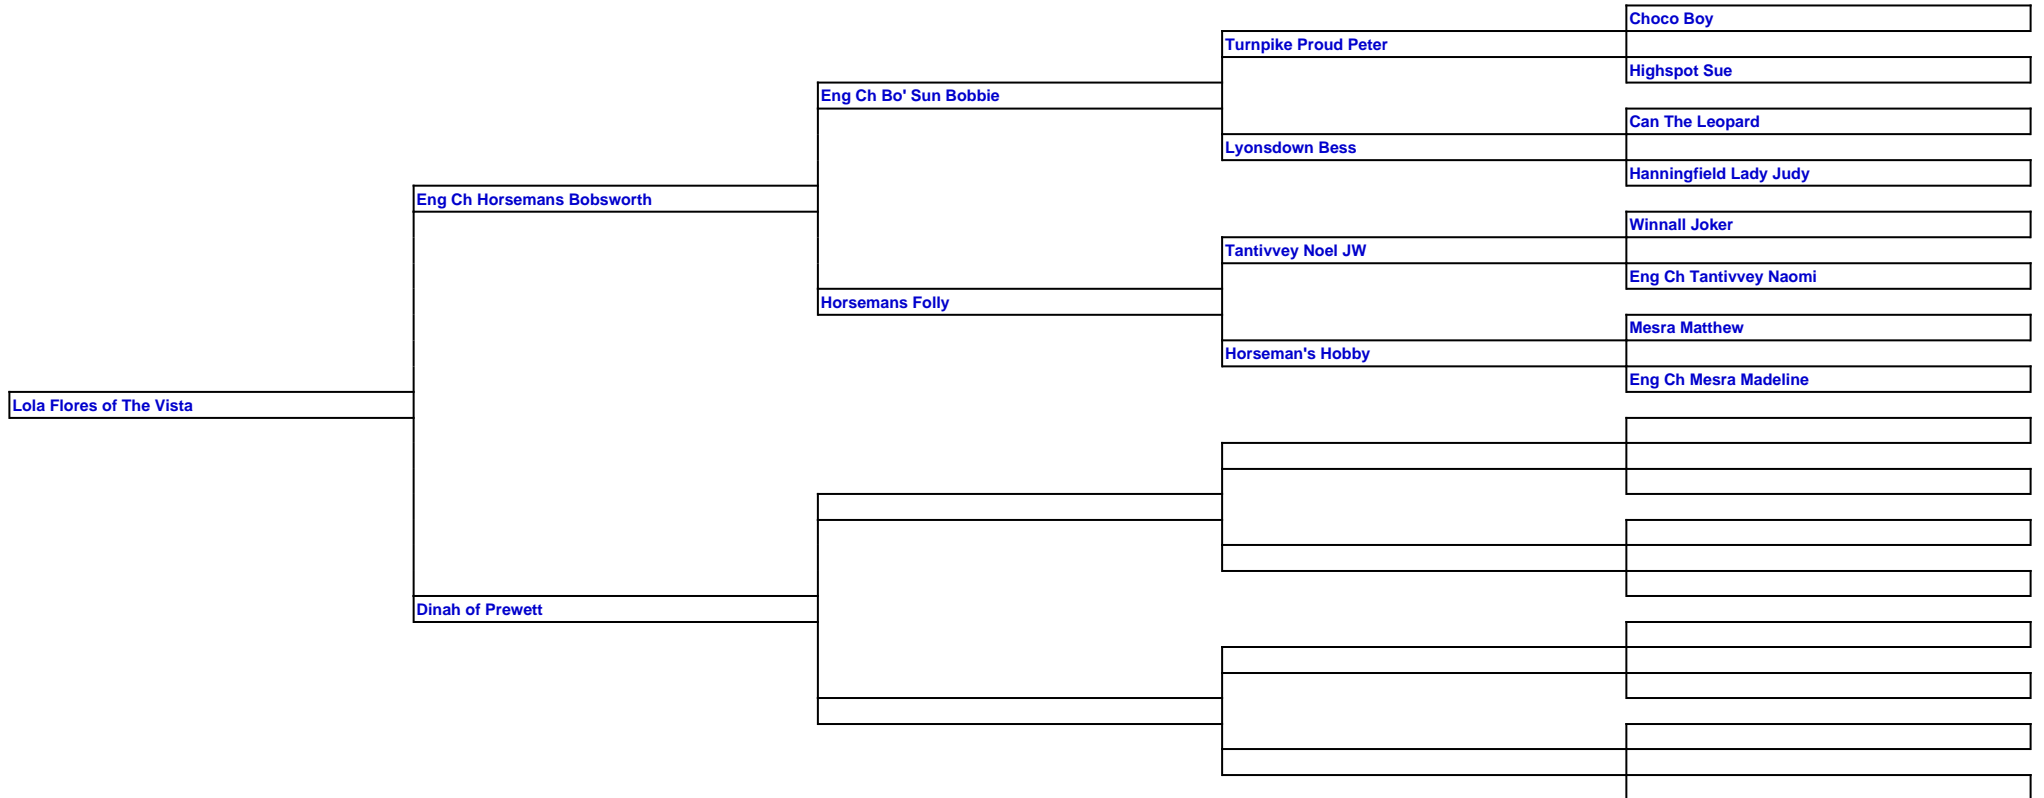 Choco Boy
Turnpike Proud Peter
Highspot Sue
Eng Ch Bo' Sun Bobbie
Can The Leopard
Lyonsdown Bess
Hanningfield Lady Judy
Eng Ch Horsemans Bobsworth
Winnall Joker
Tantivvey Noel JW
Eng Ch Tantivvey Naomi
Horsemans Folly
Mesra Matthew
Horseman's Hobby
Eng Ch Mesra Madeline
Lola Flores of The Vista
Dinah of Prewett